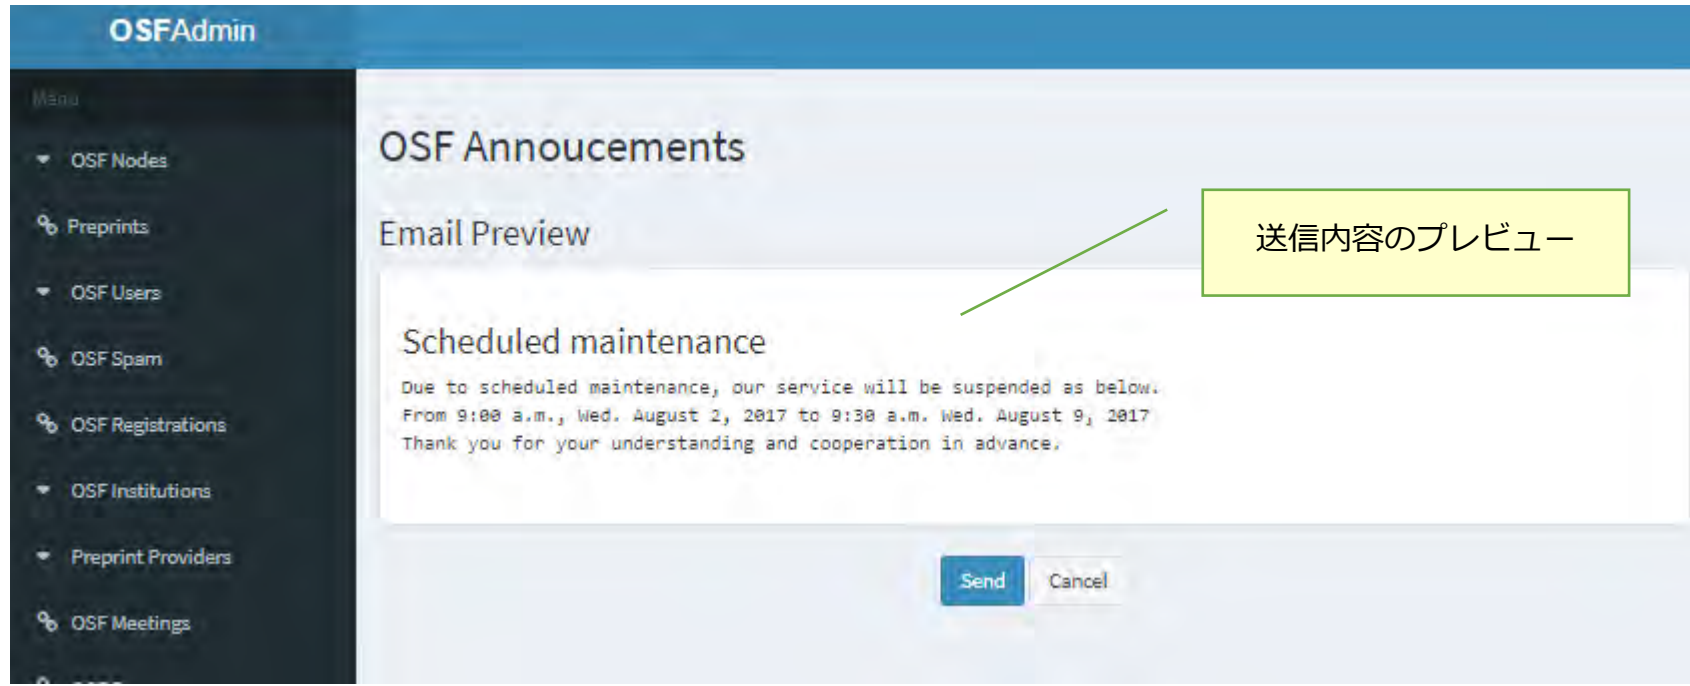 OSFAdmin
Menu
OSF Nodes
Preprints
OSF Users
OSF Spam
OSF Registrations
OSF Institutions
Preprint Providers
OSF Meetings
OSF Annoucements
Email Preview
送信内容のプレビュー
Scheduled maintenance
Due to scheduled maintenance, our service will be suspended as below.
From 9:00 a.m., Wed. August 2, 2017 to 9:30 a.m. Wed. August 9, 2017
Thank you for your understanding and cooperation in advance.
Send
Cancel